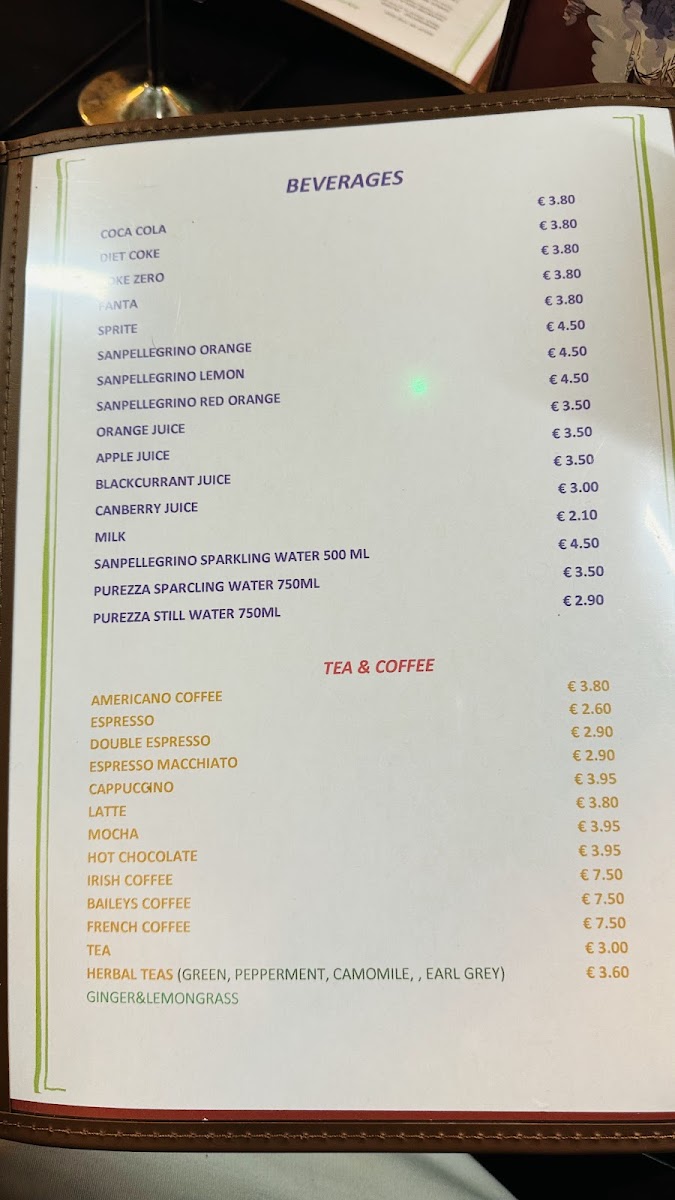 BEVERAGES
COCA COLA € 3.80
DIET COKE € 3.80
COKE ZERO € 3.80
FANTA € 3.80
SPRITE € 3.80
SANPELLEGRINO ORANGE € 4.50
SANPELLEGRINO LEMON € 4.50
SANPELLEGRINO RED ORANGE € 4.50
ORANGE JUICE € 3.50
APPLE JUICE € 3.50
BLACKCURRANT JUICE € 3.50
CANBERRY JUICE € 3.00
MILK € 2.10
SANPELLEGRINO SPARKLING WATER 500 ML € 4.50
PUREZZA SPARCLING WATER 750ML € 3.50
PUREZZA STILL WATER 750ML € 2.90
TEA & COFFEE
AMERICANO COFFEE € 3.80
ESPRESSO € 2.60
DOUBLE ESPRESSO € 2.90
ESPRESSO MACCHIATO € 2.90
CAPPUCCINO € 3.95
LATTE € 3.80
MOCHA € 3.95
HOT CHOCOLATE € 3.95
IRISH COFFEE € 7.50
BAILEYS COFFEE € 7.50
FRENCH COFFEE € 7.50
TEA € 3.00
HERBAL TEAS (GREEN, PEPPERMENT, CAMOMILE, , EARL GREY) € 3.60
GINGER&LEMONGRASS